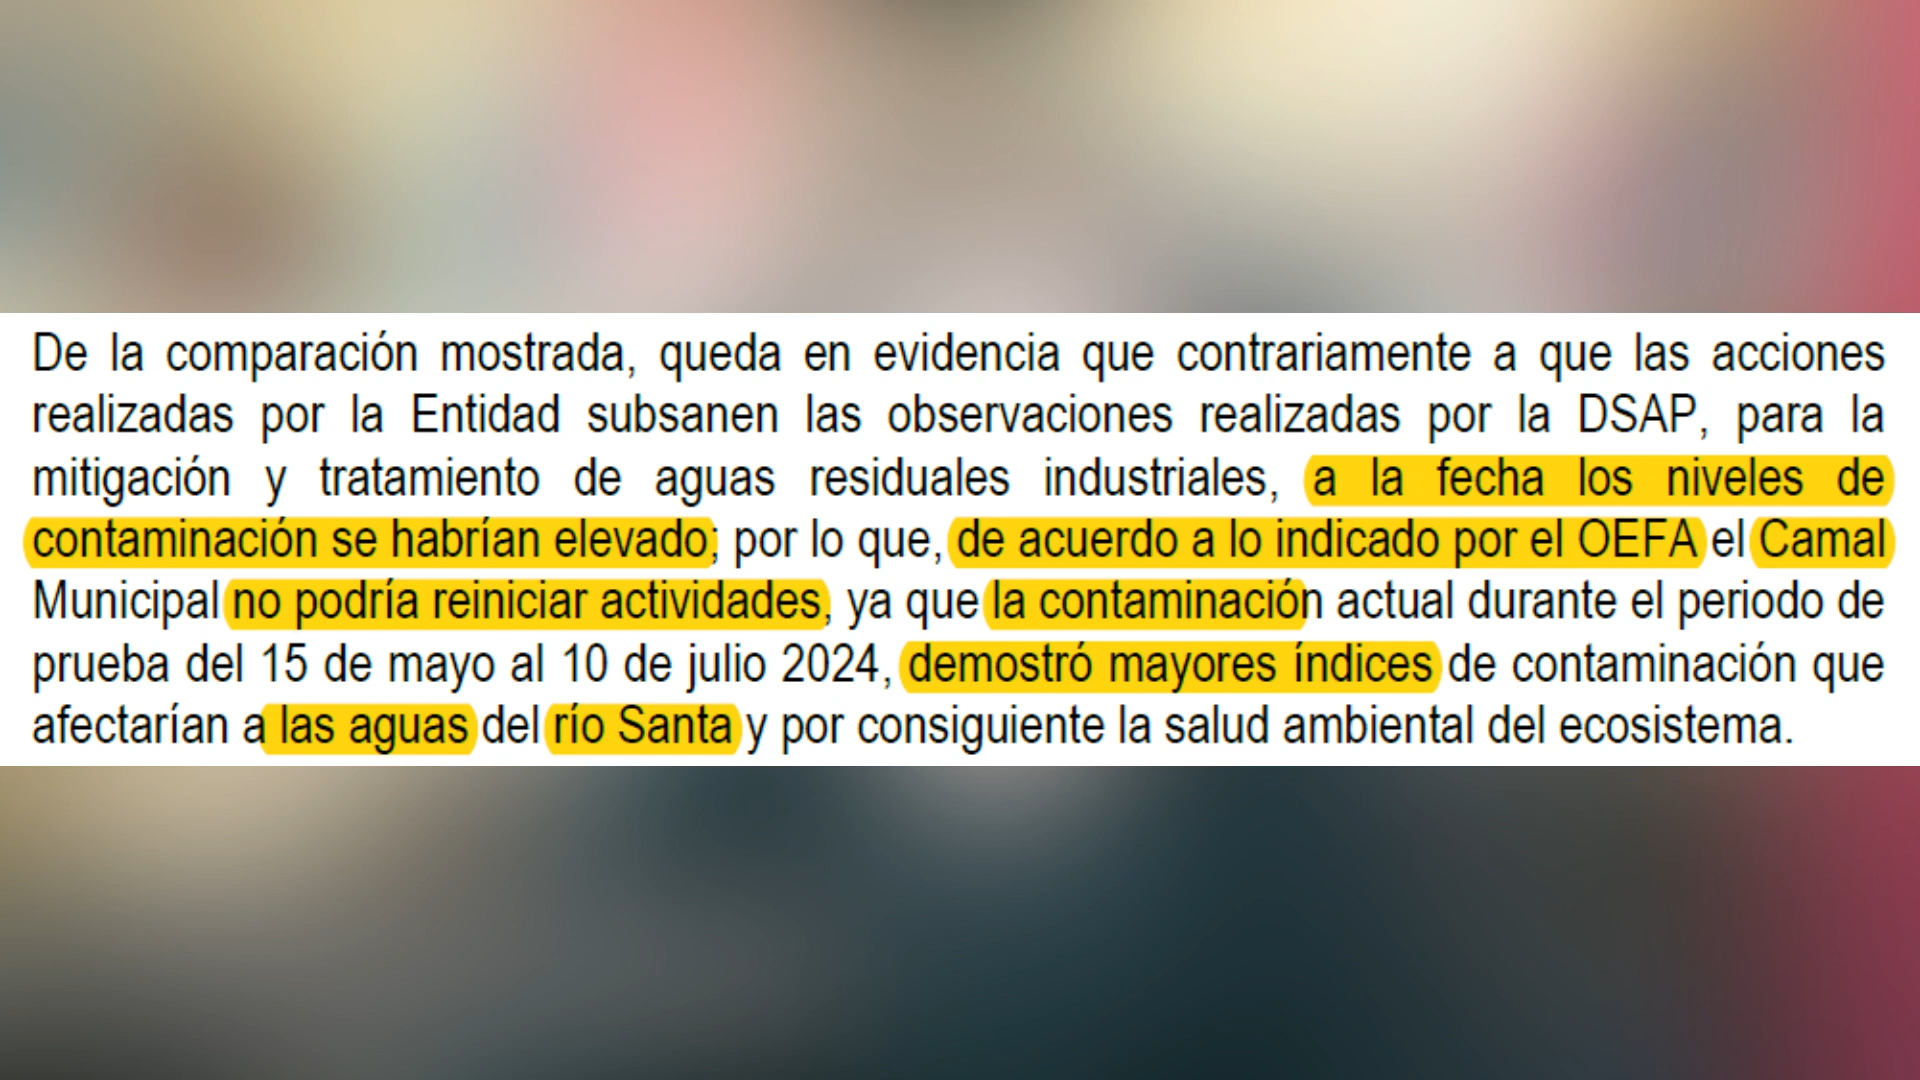 De la comparación mostrada, queda en evidencia que contrariamente a que las acciones
realizadas por la Entidad subsanen las observaciones realizadas por la DSAP, para la
mitigación y tratamiento de aguas residuales industriales, a la fecha los niveles de
contaminación se habrían elevado; por lo que, de acuerdo a lo indicado por el OEFA el Camal
Municipal no podría reiniciar actividades, ya que la contaminación actual durante el periodo de
prueba del 15 de mayo al 10 de julio 2024, demostró mayores índices de contaminación que
afectarían a las aguas del río Santa y por consiguiente la salud ambiental del ecosistema.